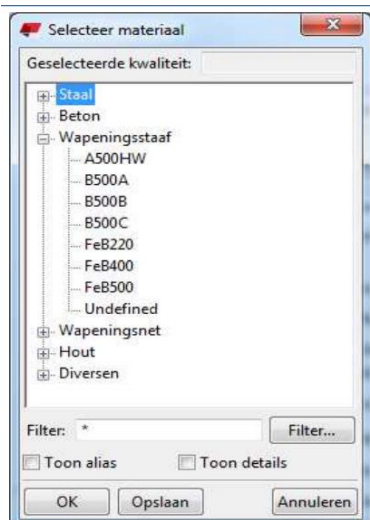 Selecteer materiaal
Geselecteerde kwaliteit:
Staal
Beton
Wapeningsstaaf
A500HW
B500A
B500B
B500C
FeB220
FeB400
FeB500
Undefined
Wapeningsnet
Hout
Diversen
Filter: * Filter...
Toon alias Toon details
OK Opslaan Annuleren